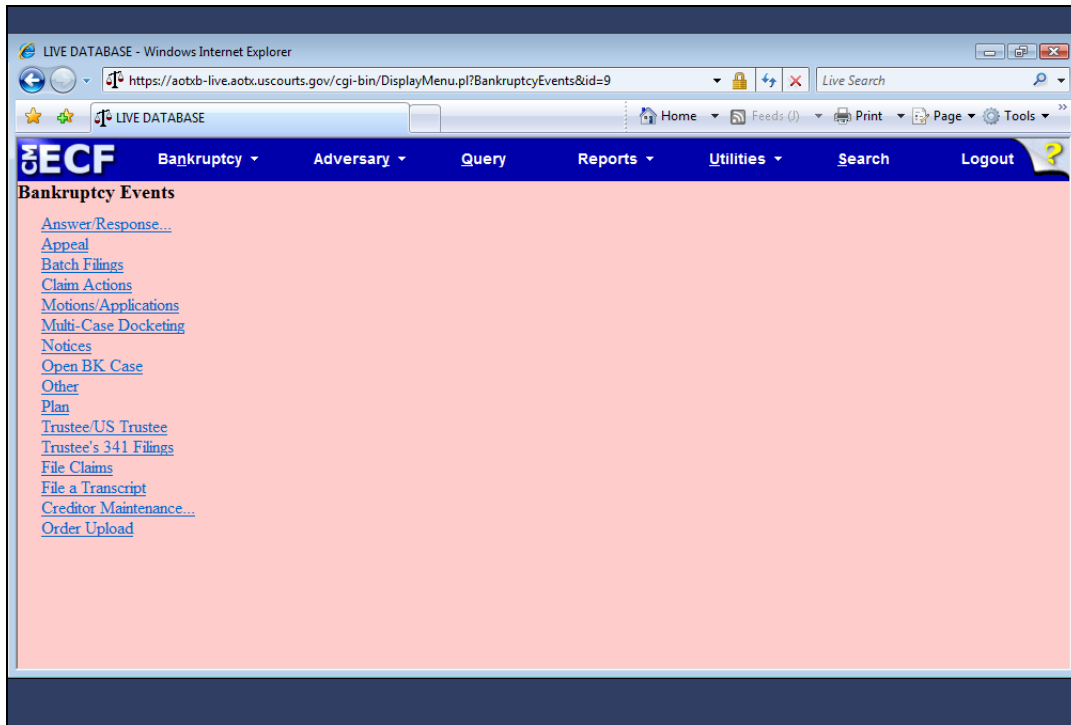 LIVE DATABASE - Windows Internet Explorer
https://aotxb-live.aotx.uscourts.gov/cgi-bin/DisplayMenu.pl?BankruptcyEvents&id=9 Live Search
LIVE DATABASE Home Feeds (J) Print Page Tools »
CM ECF Bankruptcy Adversary Query Reports Utilities Search Logout ?
Bankruptcy Events
Answer/Response...
Appeal
Batch Filings
Claim Actions
Motions/Applications
Multi-Case Docketing
Notices
Open BK Case
Other
Plan
Trustee/US Trustee
Trustee's 341 Filings
File Claims
File a Transcript
Creditor Maintenance...
Order Upload